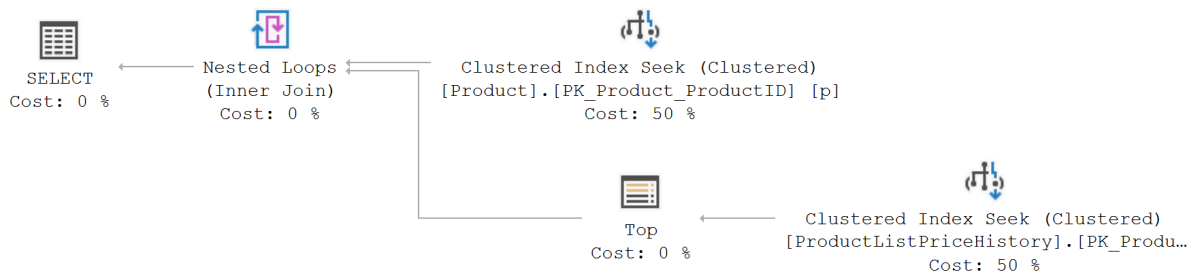 SELECT
Cost: 0 %
Nested Loops
(Inner Join)
Cost: 0 %
Clustered Index Seek (Clustered)
[Product].[PK_Product_ProductID] [p]
Cost: 50 %
Top
Cost: 0 %
Clustered Index Seek (Clustered)
[ProductListPriceHistory].[PK_Produ…
Cost: 50 %